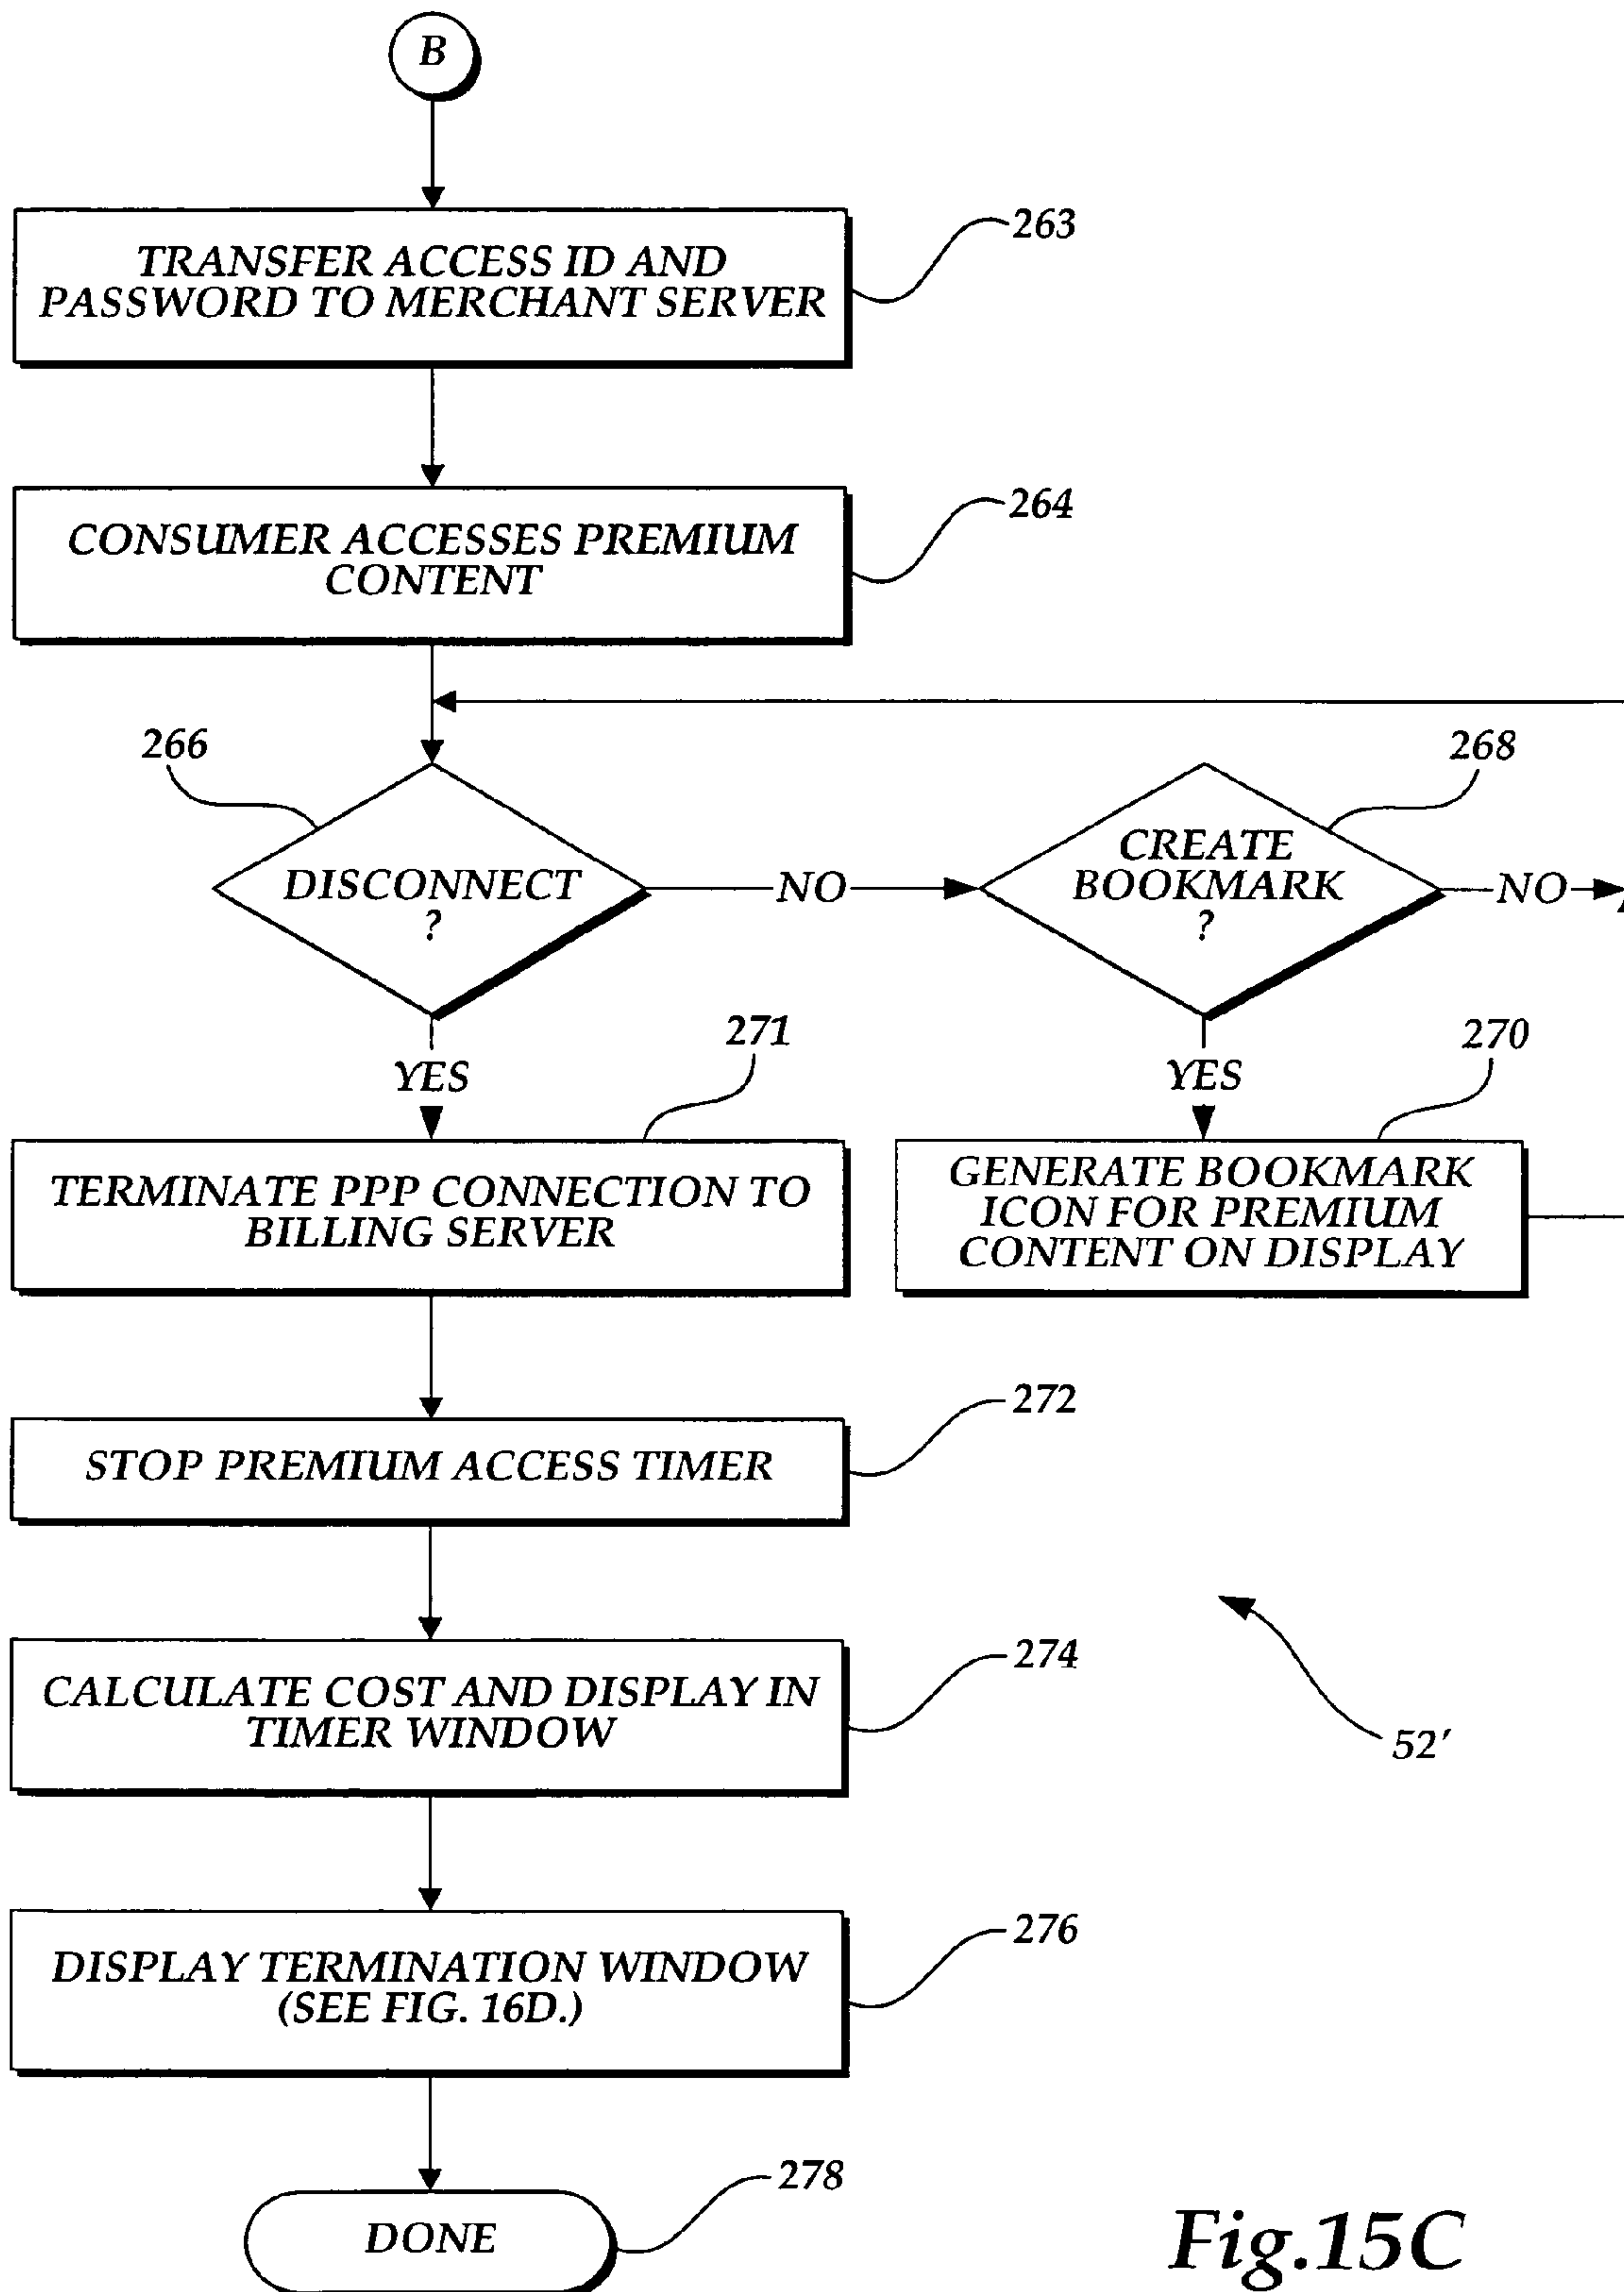 B
263
TRANSFER ACCESS ID AND
PASSWORD TO MERCHANT SERVER
264
CONSUMER ACCESSES PREMIUM
CONTENT
266
268
DISCONNECT
?
NO
CREATE
BOOKMARK
?
NO
YES
271
YES
270
TERMINATE PPP CONNECTION TO
BILLING SERVER
GENERATE BOOKMARK
ICON FOR PREMIUM
CONTENT ON DISPLAY
272
STOP PREMIUM ACCESS TIMER
274
CALCULATE COST AND DISPLAY IN
TIMER WINDOW
52'
276
DISPLAY TERMINATION WINDOW
(SEE FIG. 16D.)
278
DONE
Fig.15C